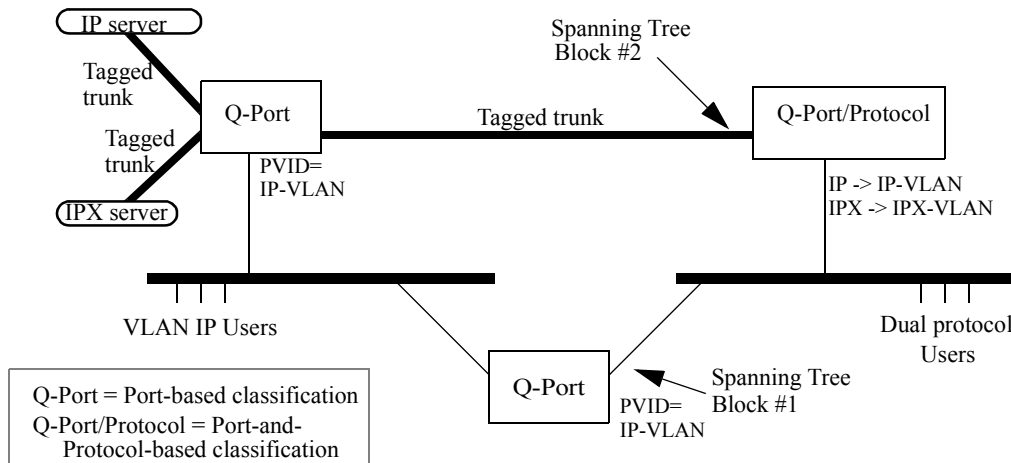 IP server
Spanning Tree
Block #2
Tagged
trunk
Q-Port
Tagged trunk
Q-Port/Protocol
Tagged
trunk
PVID=
IP-VLAN
IP -> IP-VLAN
IPX -> IPX-VLAN
IPX server
VLAN IP Users
Dual protocol
Users
Q-Port
Spanning Tree
Block #1
PVID=
IP-VLAN
Q-Port = Port-based classification
Q-Port/Protocol = Port-and-
Protocol-based classification